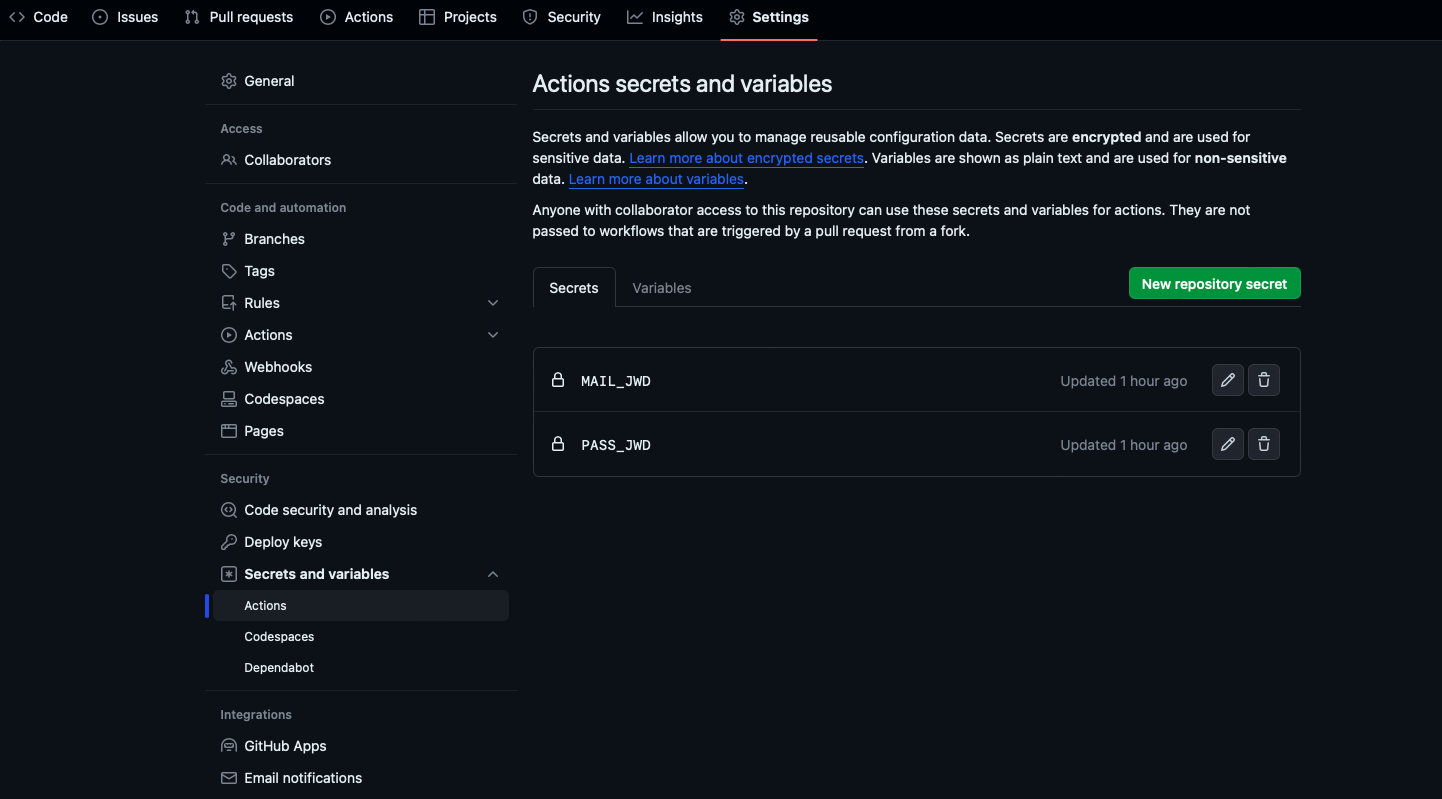 Code Issues Pull requests Actions Projects Security Insights Settings
General
Access
Collaborators
Code and automation
Branches
Tags
Rules
Actions
Webhooks
Codespaces
Pages
Security
Code security and analysis
Deploy keys
Secrets and variables
Actions
Codespaces
Dependabot
Integrations
GitHub Apps
Email notifications
Actions secrets and variables
Secrets and variables allow you to manage reusable configuration data. Secrets are encrypted and are used for
sensitive data. Learn more about encrypted secrets. Variables are shown as plain text and are used for non-sensitive
data. Learn more about variables.
Anyone with collaborator access to this repository can use these secrets and variables for actions. They are not
passed to workflows that are triggered by a pull request from a fork.
Secrets Variables New repository secret
MAIL_JWD Updated 1 hour ago
PASS_JWD Updated 1 hour ago